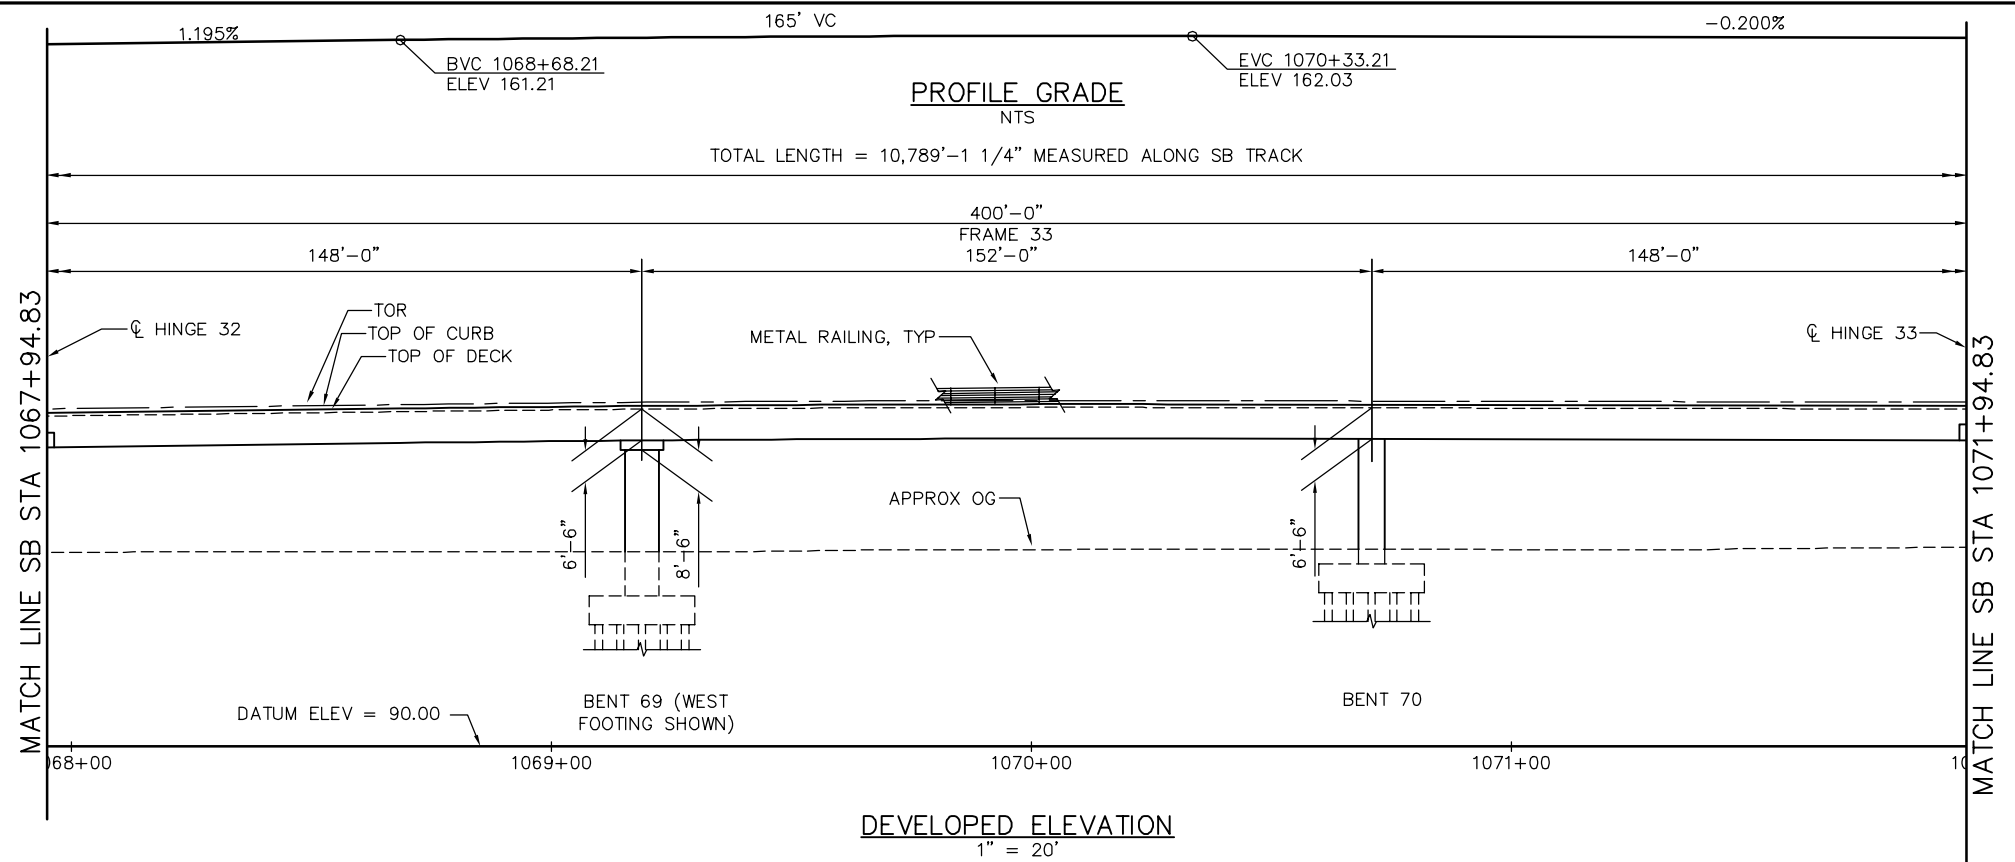 165' VC
1.195%
-0.200%
BVC 1068+68.21
ELEV 161.21
EVC 1070+33.21
ELEV 162.03
PROFILE GRADE
NTS
TOTAL LENGTH = 10,789'-1 1/4" MEASURED ALONG SB TRACK
400'-0"
FRAME 33
148'-0"
152'-0"
148'-0"
TOR
TOP OF CURB
TOP OF DECK
℄ HINGE 32
METAL RAILING, TYP
℄ HINGE 33
MATCH LINE SB STA 1067+94.83
MATCH LINE SB STA 1071+94.83
APPROX OG
6'-6"
8'-6"
6'-6"
BENT 69 (WEST
FOOTING SHOWN)
BENT 70
DATUM ELEV = 90.00
68+00
1069+00
1070+00
1071+00
10
DEVELOPED ELEVATION
1" = 20'